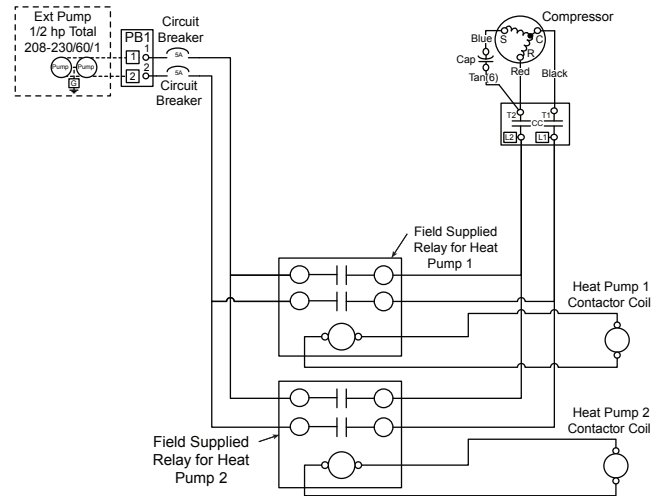 Ext Pump
1/2 hp Total
208-230/60/1
Pump
Pump
G
PB1
1
1
2
2
Circuit
Breaker
5A
5A
Circuit
Breaker
Compressor
Blue
S
C
R
Cap
Red
Black
Tan(6)
T2
CC
T1
L2
L1
Field Supplied
Relay for Heat
Pump 1
Heat Pump 1
Contactor Coil
Field Supplied
Relay for Heat
Pump 2
Heat Pump 2
Contactor Coil